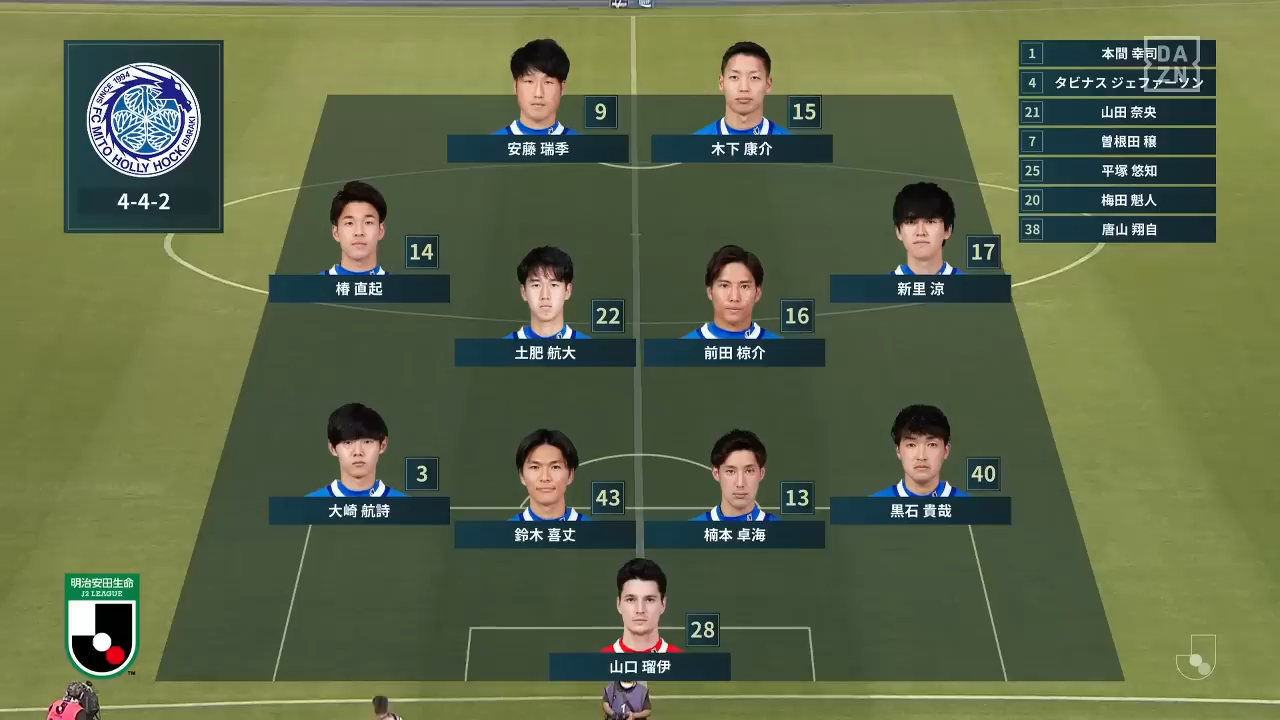 SINCE 1994
FC MITO HOLLY HOCK
IBARAKI
4-4-2
9
安藤 瑞季
15
木下 康介
14
椿 直起
17
新里 涼
22
土肥 航大
16
前田 椋介
3
大崎 航詩
40
黒石 貴哉
43
鈴木 喜丈
13
楠本 卓海
28
山口 瑠伊
DAZN
1 本間 幸司
4 タビナス ジェファーソン
21 山田 奈央
7 曽根田 穣
25 平塚 悠知
20 梅田 魁人
38 唐山 翔自
明治安田生命
J2 LEAGUE
TM